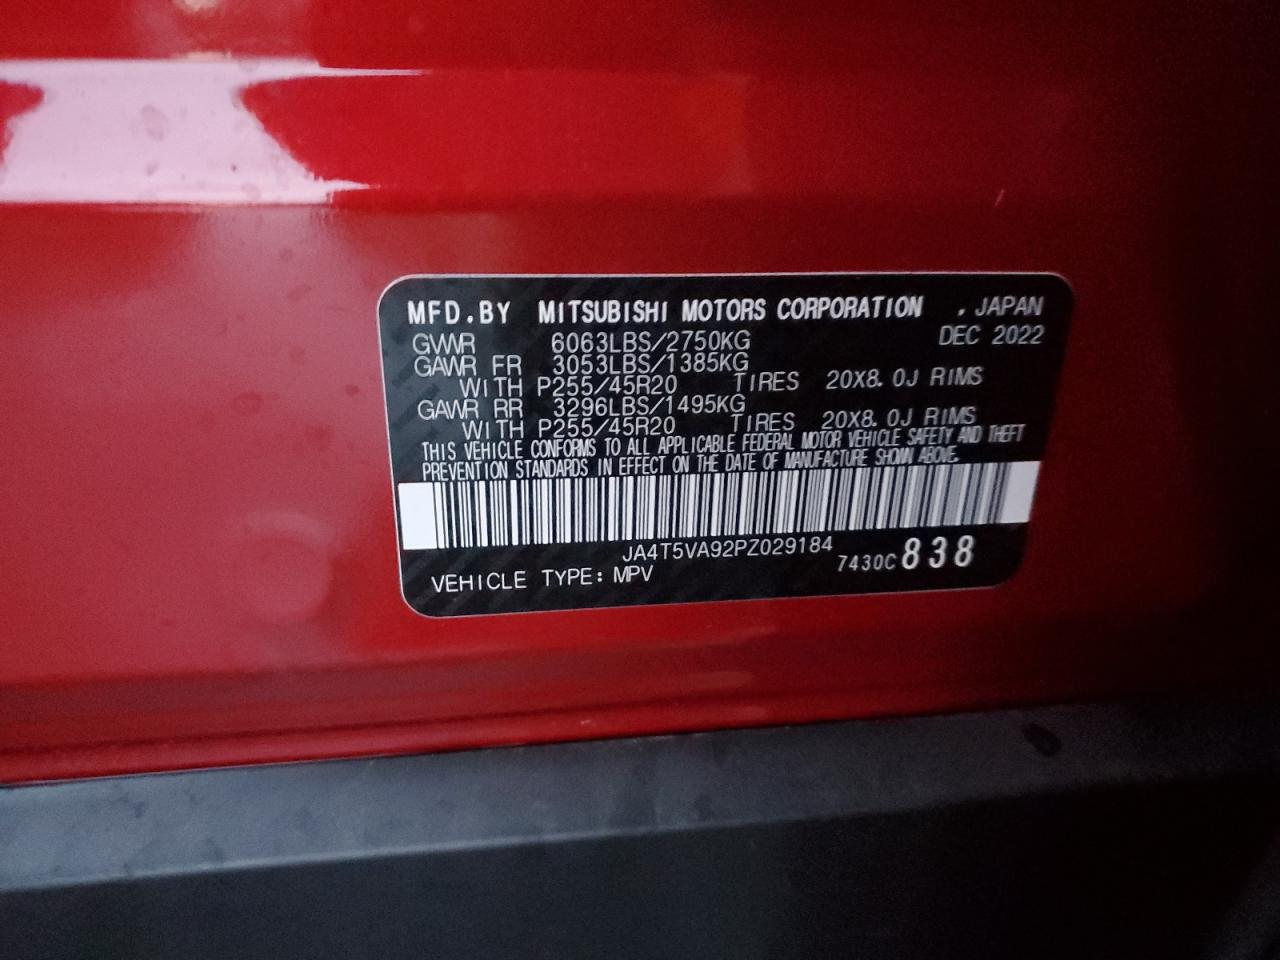 MFD.BY MITSUBISHI MOTORS CORPORATION .JAPAN
GVWR 6063LBS/2750KG DEC 2022
GAWR FR 3053LBS/1385KG
WITH P255/45R20 TIRES 20X8.0J RIMS
GAWR RR 3296LBS/1495KG
WITH P255/45R20 TIRES 20X8.0J RIMS
THIS VEHICLE CONFORMS TO ALL APPLICABLE FEDERAL MOTOR VEHICLE SAFETY AND THEFT
PREVENTION STANDARDS IN EFFECT ON THE DATE OF MANUFACTURE SHOWN ABOVE.
JA4T5VA92PZ029184
VEHICLE TYPE: MPV 7430C 838